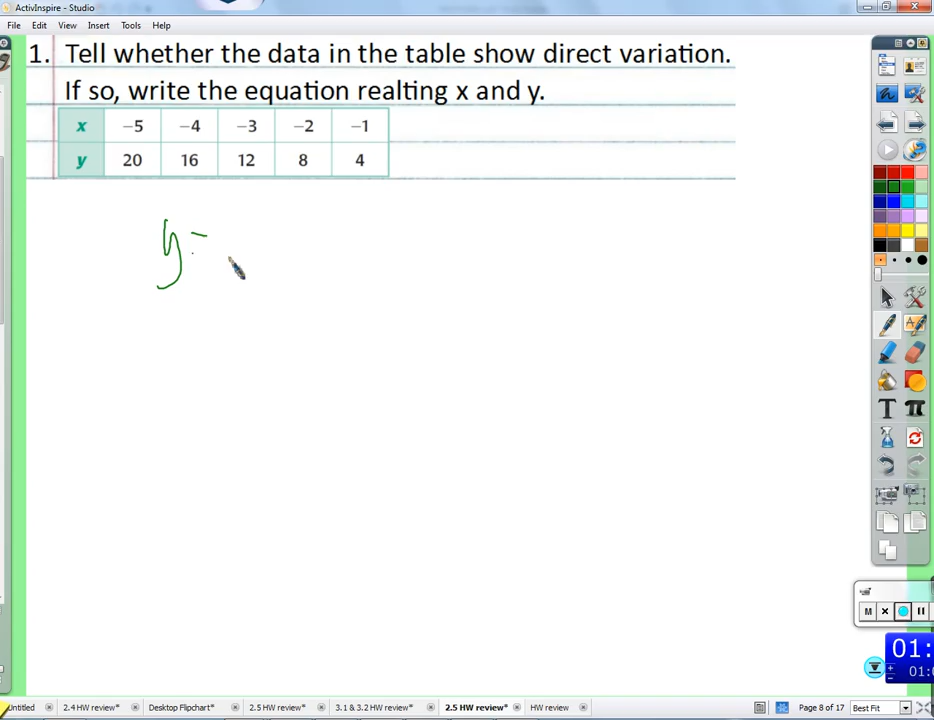 ActivInspire - Studio
File Edit View Insert Tools Help
1. Tell whether the data in the table show direct variation.
If so, write the equation realting x and y.
x −5 −4 −3 −2 −1
y 20 16 12 8 4
y =
M
01:
01:
Untitled 2.4 HW review* Desktop Flipchart* 2.5 HW review* 3.1 & 3.2 HW review* 2.5 HW review* HW review Page 8 of 17 Best Fit